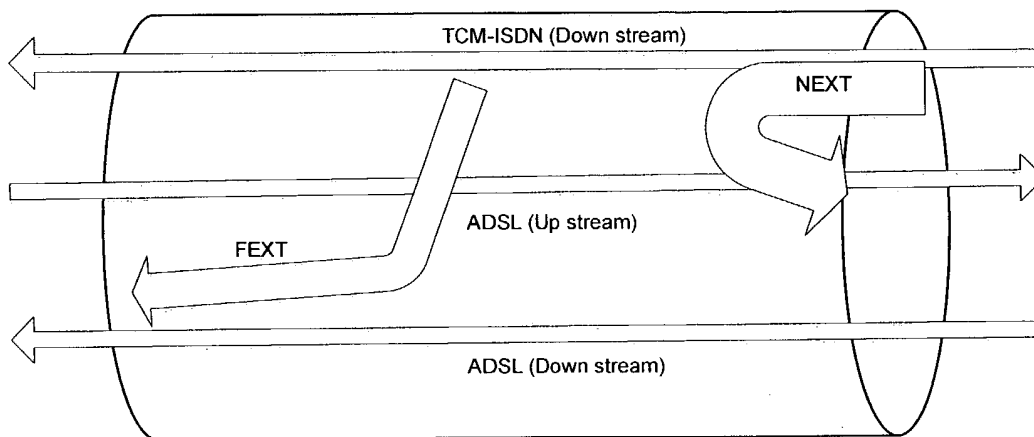 TCM-ISDN (Down stream)
NEXT
ADSL (Up stream)
FEXT
ADSL (Down stream)